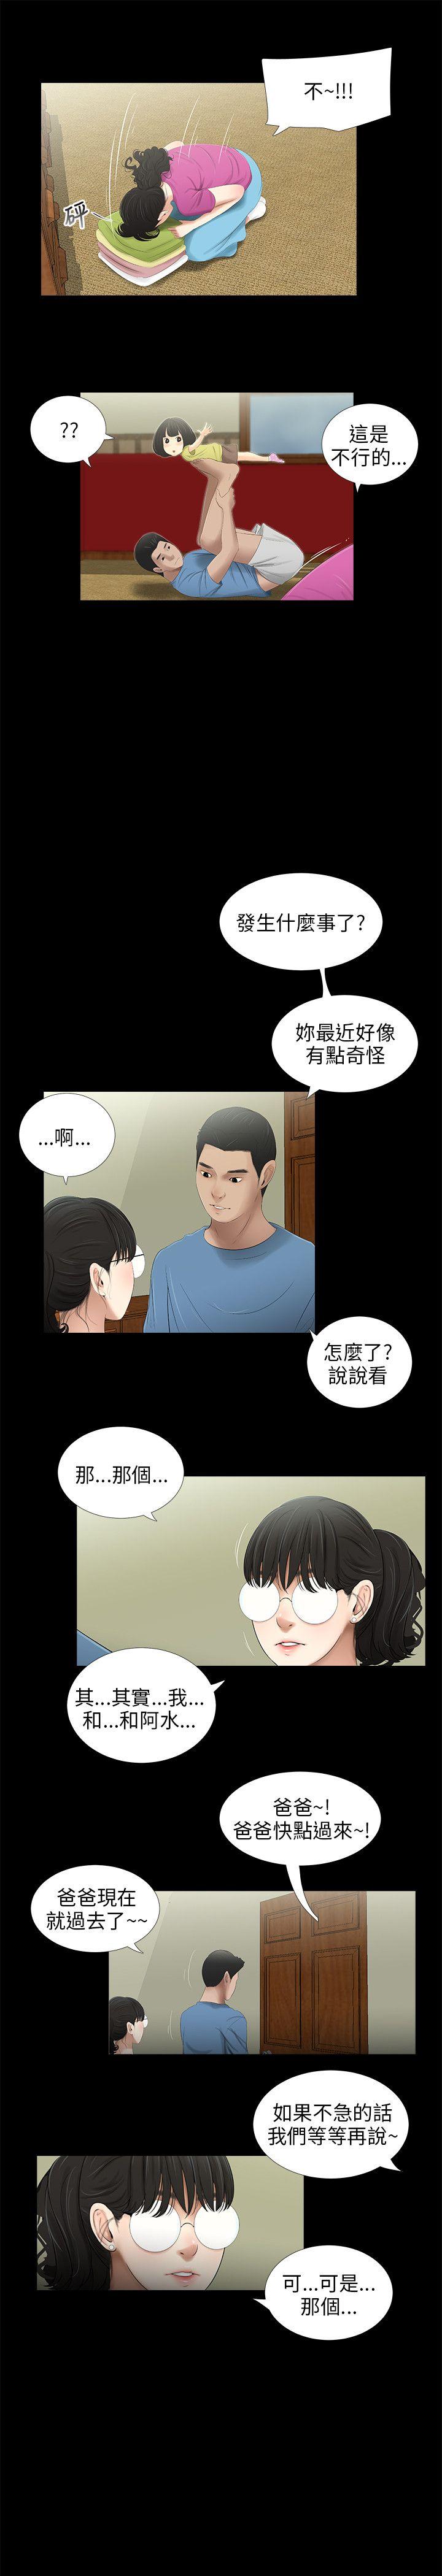 不~!!!
砰
??
這是
不行的...
發生什麼事了?
妳最近好像
有點奇怪
...啊...
怎麼了?
說說看
那...那個...
其...其實...我...
和...和阿水...
爸爸~!
爸爸快點過來~!
爸爸現在
就過去了~~
如果不急的話
我們等等再說~
可...可是...
那個...